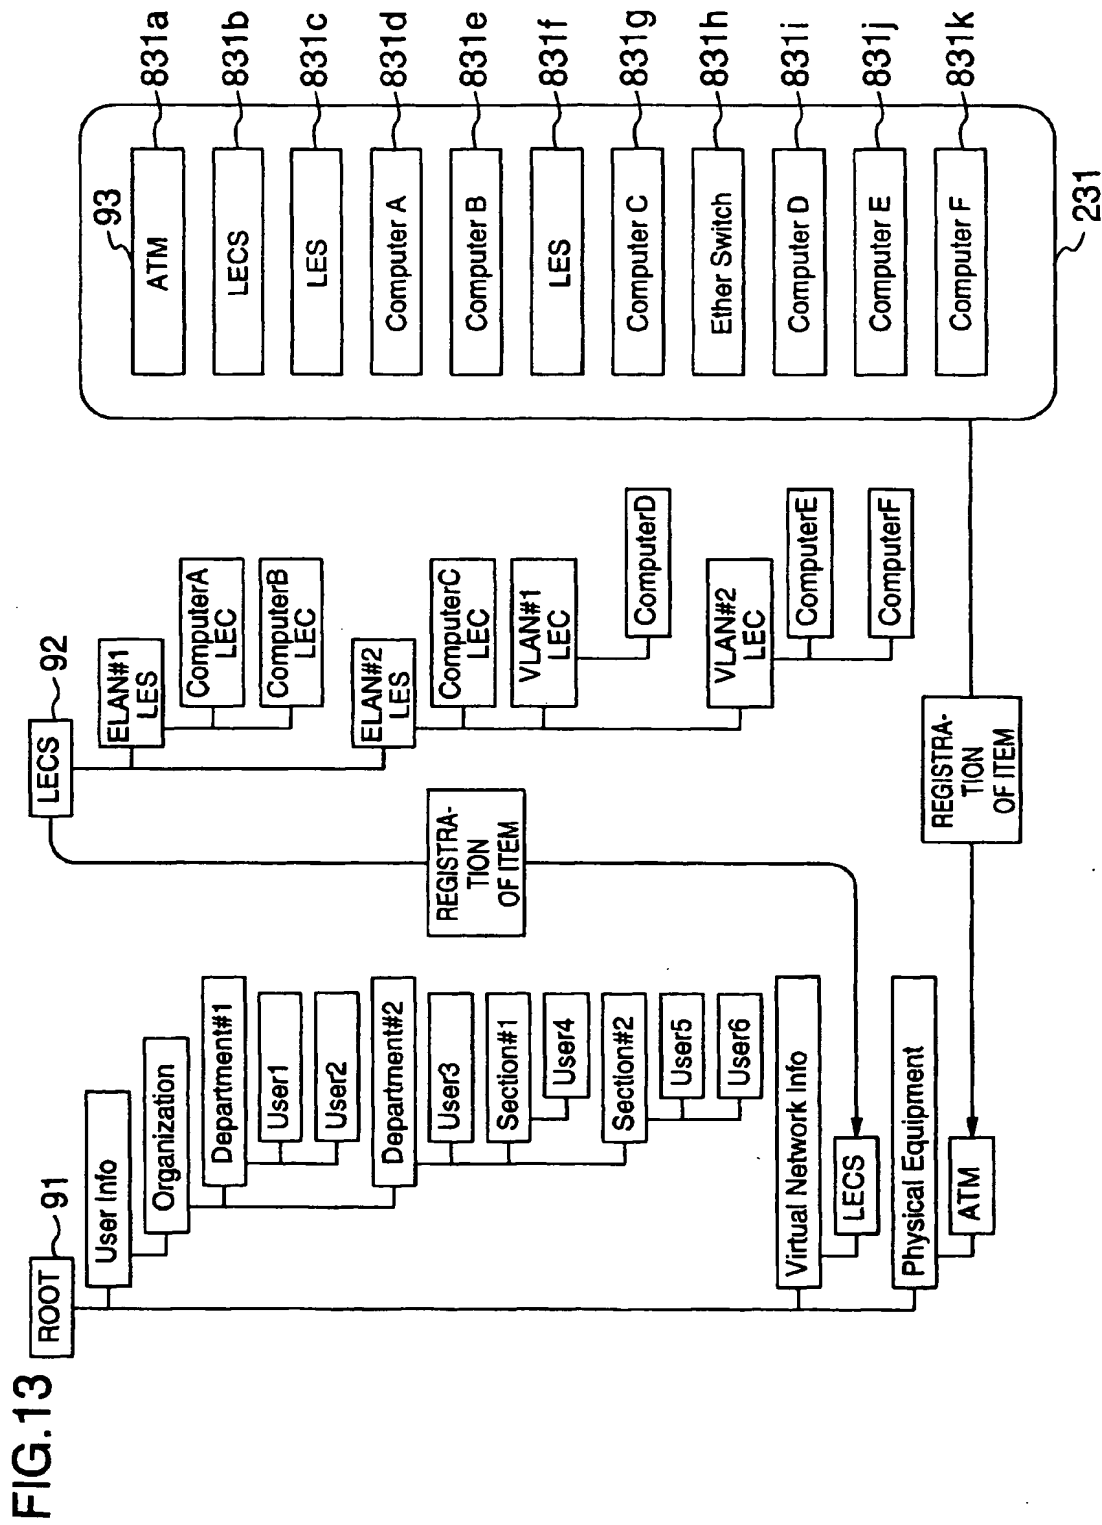 FIG.13
ROOT
91
User Info
Organization
Department#1
User1
User2
Department#2
User3
Section#1
User4
Section#2
User5
User6
Virtual Network Info
LECS
Physical Equipment
ATM
REGISTRA-
TION
OF ITEM
REGISTRA-
TION
OF ITEM
LECS
92
ELAN#1
LES
ComputerA
LEC
ComputerB
LEC
ELAN#2
LES
ComputerC
LEC
VLAN#1
LEC
ComputerD
VLAN#2
LEC
ComputerE
ComputerF
93
ATM
831a
LECS
831b
LES
831c
Computer A
831d
Computer B
831e
LES
831f
Computer C
831g
Ether Switch
831h
Computer D
831i
Computer E
831j
Computer F
831k
231